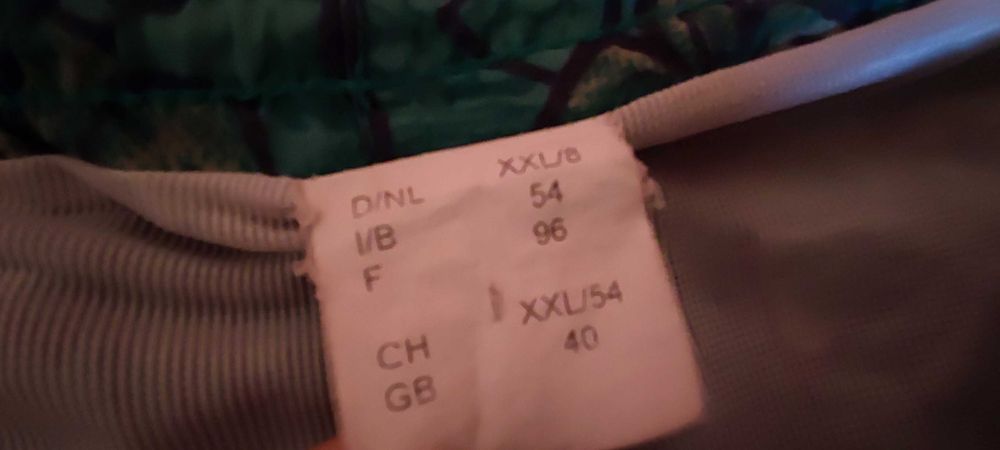 D/NL XXL/8
I/B 54
F 96
CH XXL/54
GB 40